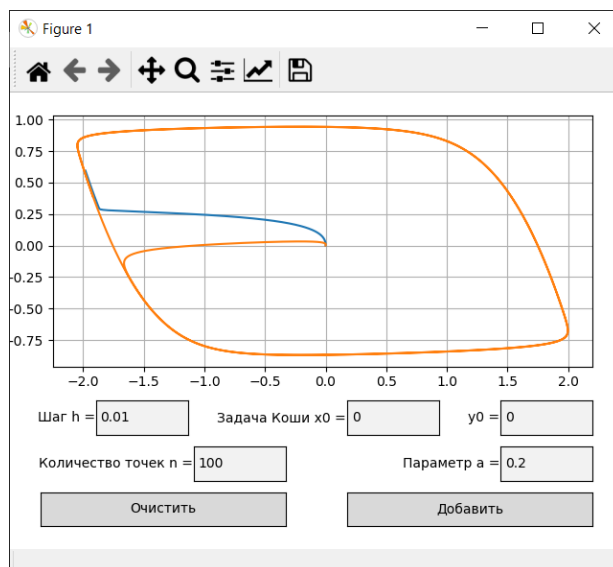 Figure 1
1.00
0.75
0.50
0.25
0.00
-0.25
-0.50
-0.75
-2.0 -1.5 -1.0 -0.5 0.0 0.5 1.0 1.5 2.0
Шаг h = 0.01 Задача Коши x0 = 0 y0 = 0
Количество точек n = 100 Параметр a = 0.2
Очистить Добавить